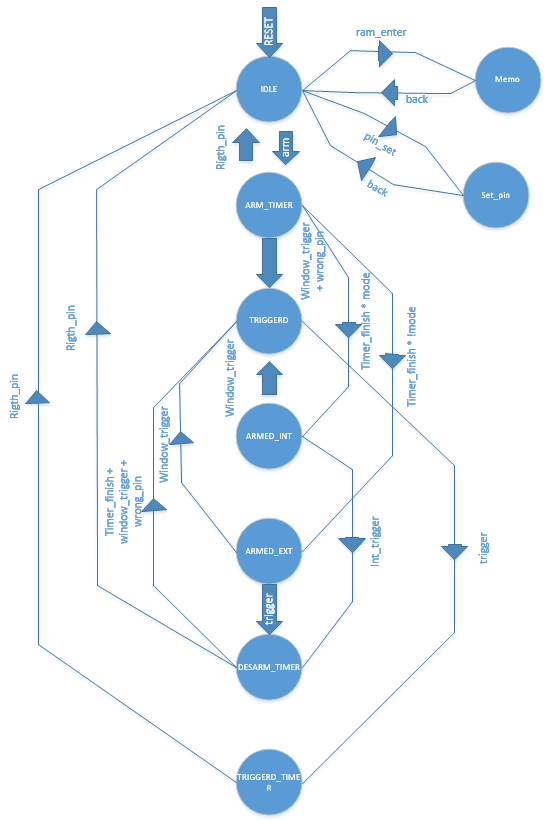 RESET
ram_enter
IDLE
Memo
back
Rigth_pin
arm
pin_set
back
Set_pin
ARM_TIMER
Window_trigger
+ wrong_pin
Timer_finish * mode
Timer_finish * !mode
TRIGGERD
Rigth_pin
Rigth_pin
Window_trigger
Window_trigger
ARMED_INT
Timer_finish +
window_trigger +
wrong_pin
Int_trigger
trigger
ARMED_EXT
trigger
DESARM_TIMER
TRIGGERD_TIME
R